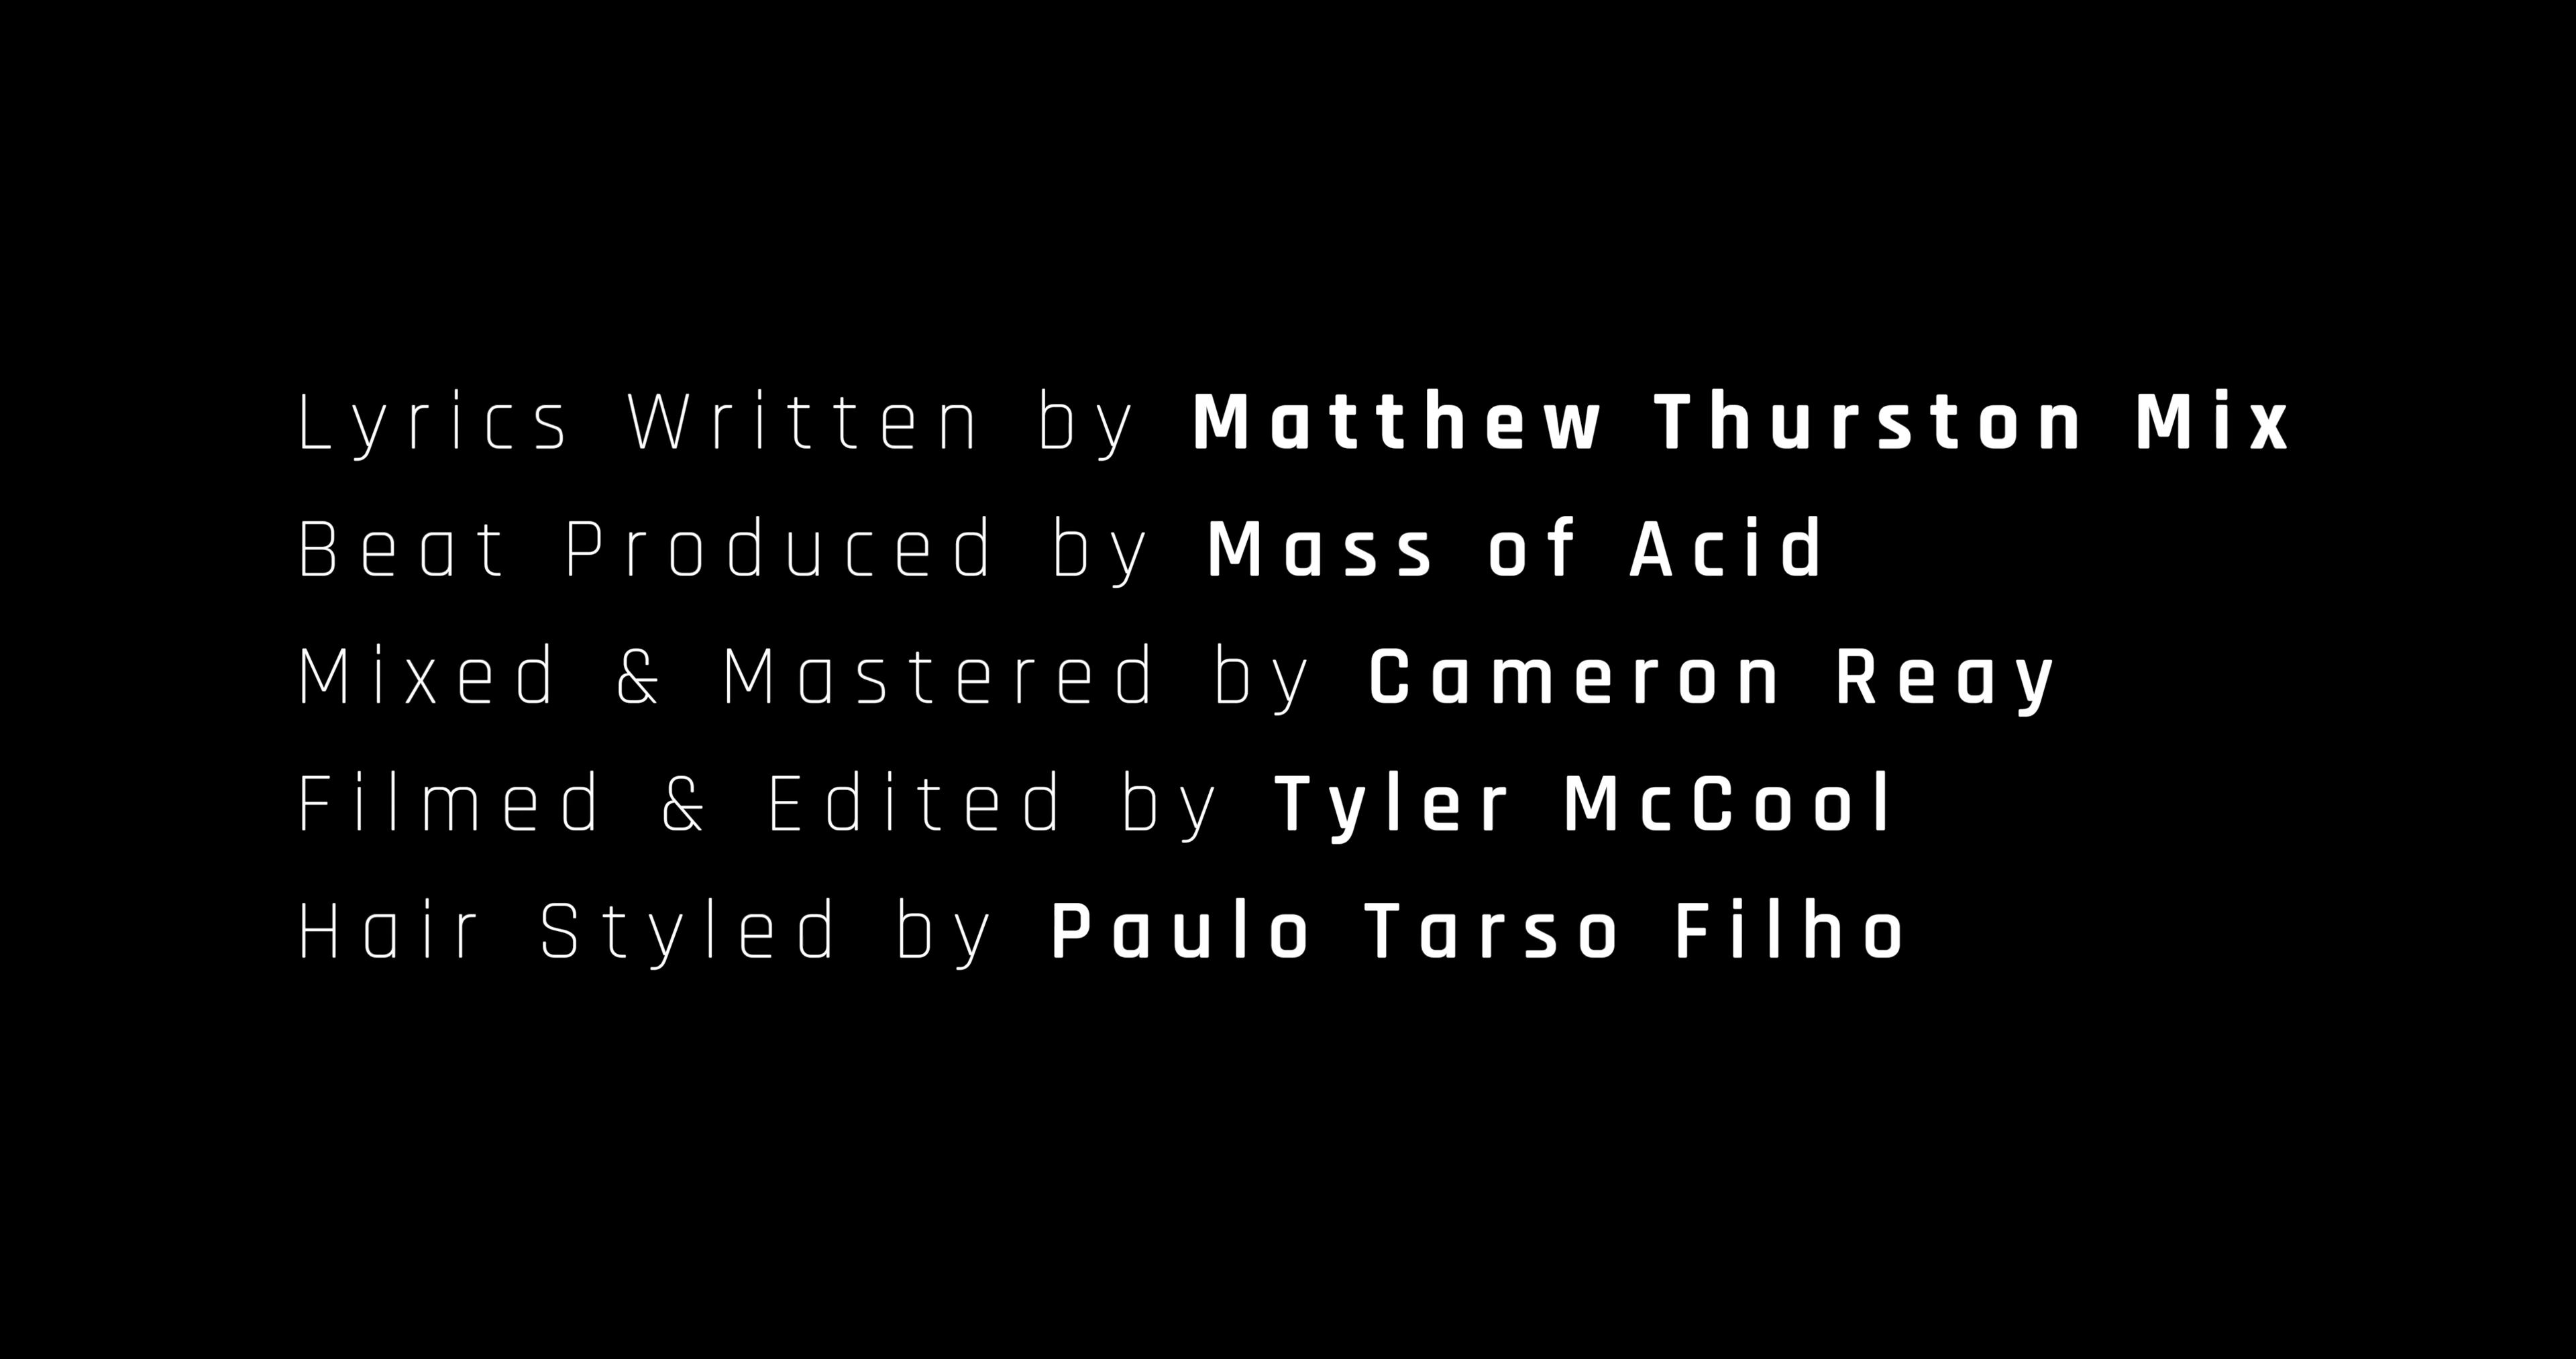 Lyrics Written by Matthew Thurston Mix
Beat Produced by Mass of Acid
Mixed & Mastered by Cameron Reay
Filmed & Edited by Tyler McCool
Hair Styled by Paulo Tarso Filho